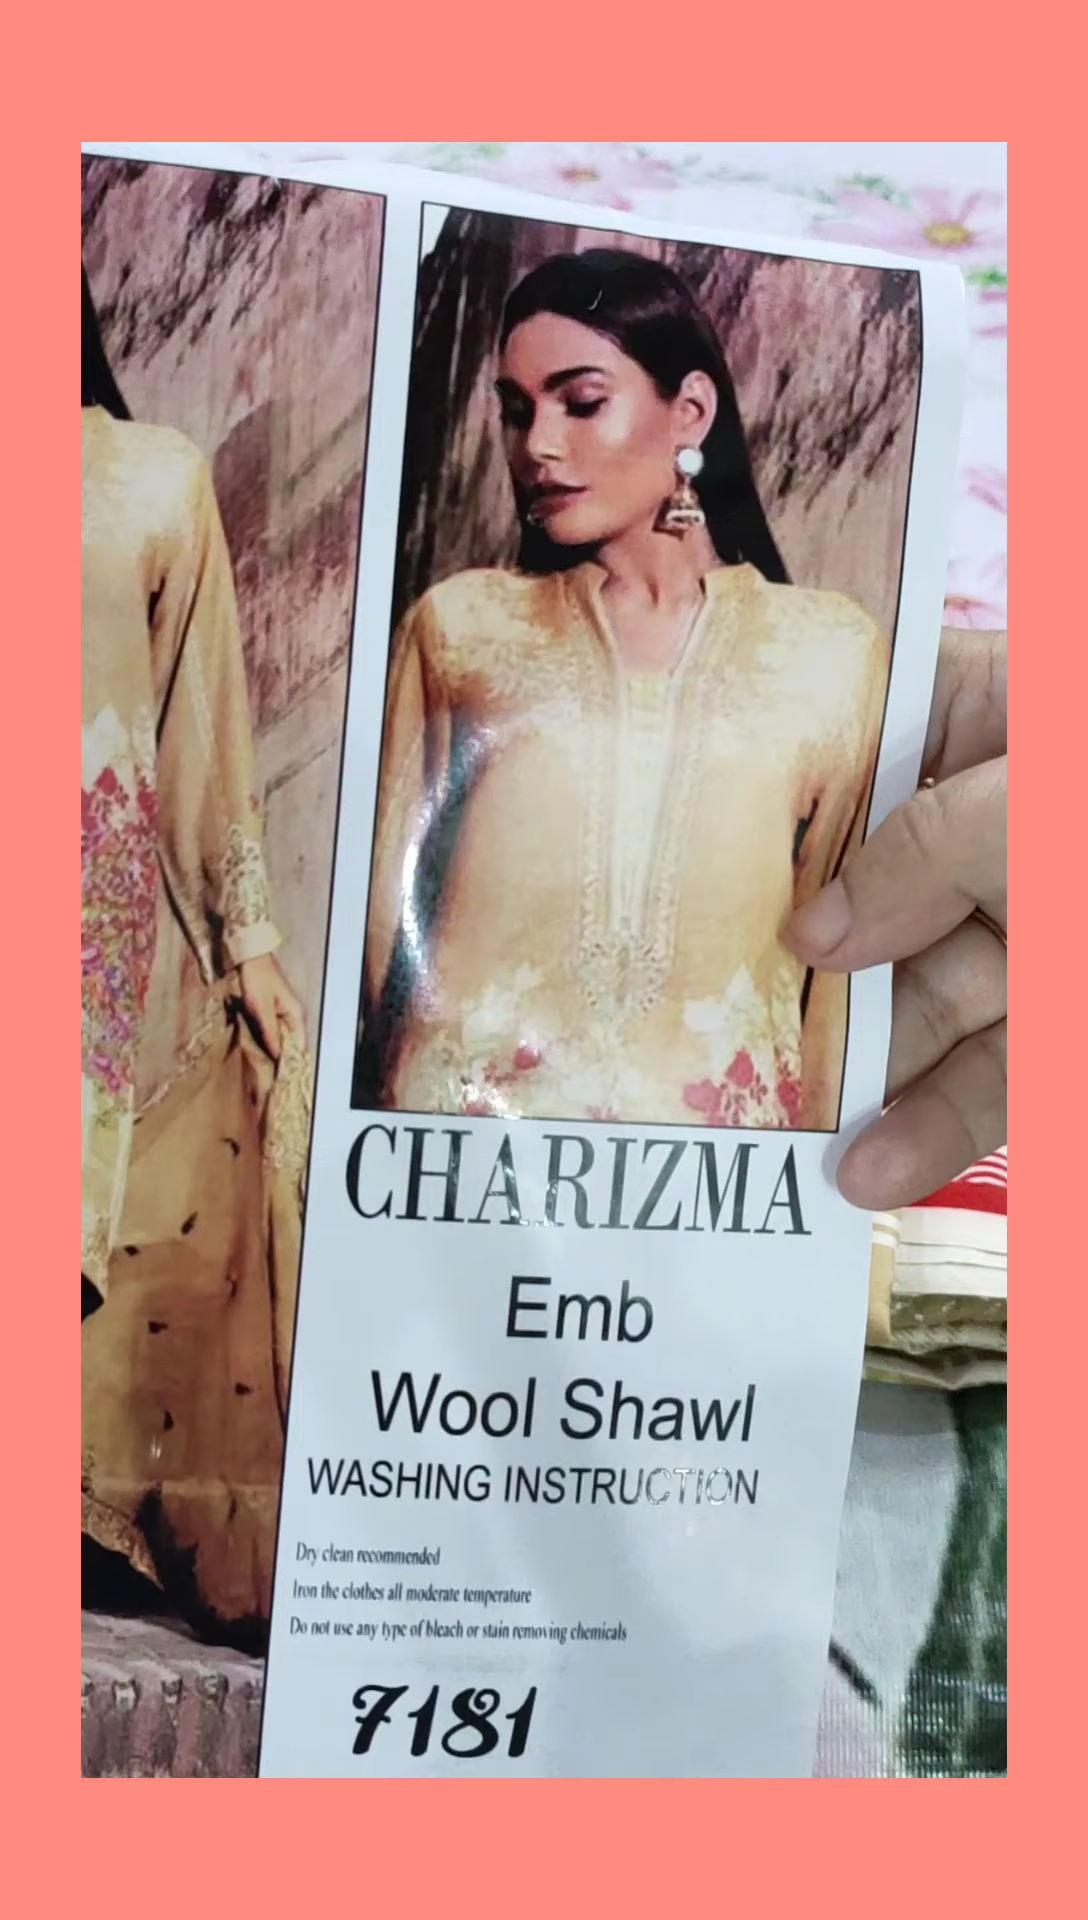 CHARIZMA
Emb
Wool Shawl
WASHING INSTRUCTION
Dry clean recommended
Iron the clothes all moderate temperature
Do not use any type of bleach or stain removing chemicals
7181